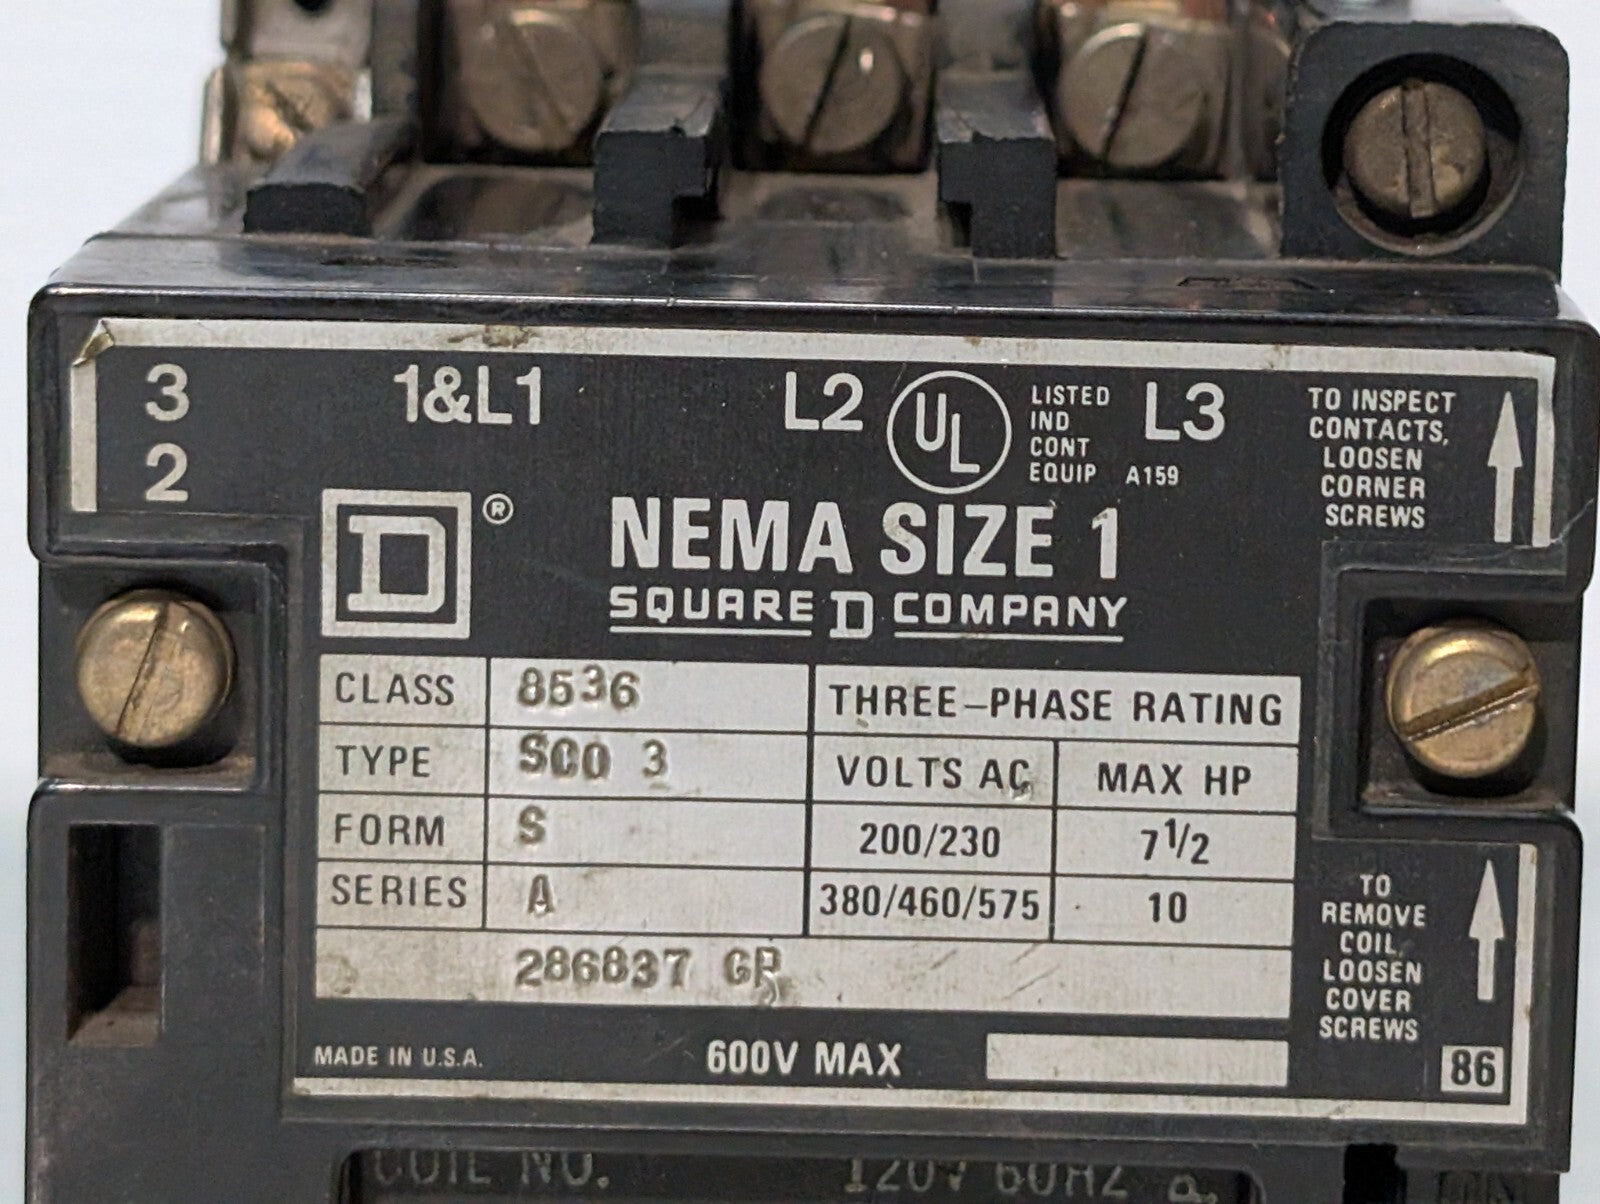 3 1&L1 L2 UL LISTED IND CONT EQUIP A159 L3
2
TO INSPECT
CONTACTS,
LOOSEN
CORNER
SCREWS
D ®
NEMA SIZE 1
SQUARE D COMPANY
CLASS 8536
TYPE SCO 3
FORM S
SERIES A
286837 GP
THREE-PHASE RATING
VOLTS AC MAX HP
200/230 7 1/2
380/460/575 10
TO
REMOVE
COIL,
LOOSEN
COVER
SCREWS
86
MADE IN U.S.A. 600V MAX
COIL NO. 120V 60HZ